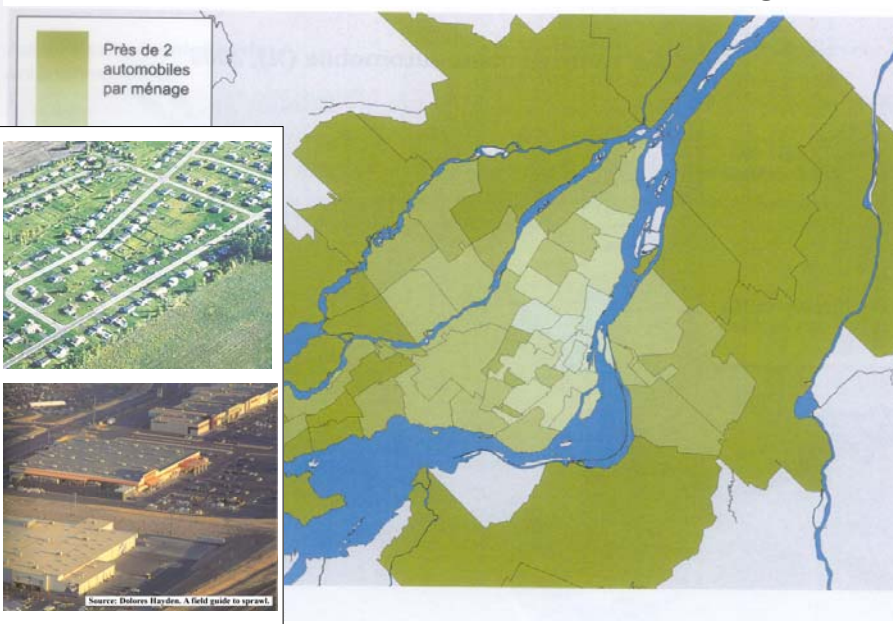 Près de 2
automobiles
par ménage
Source: Dolores Hayden. A field guide to sprawl.